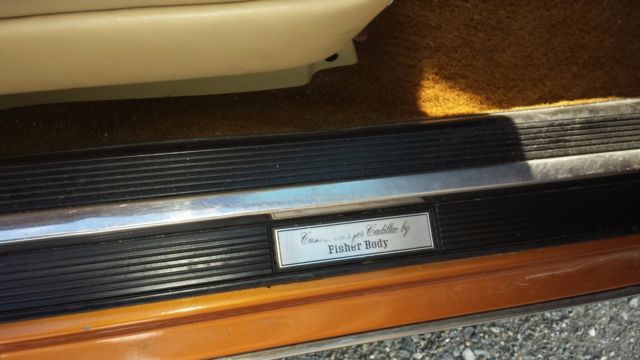 for Cadillac by
Fisher Body